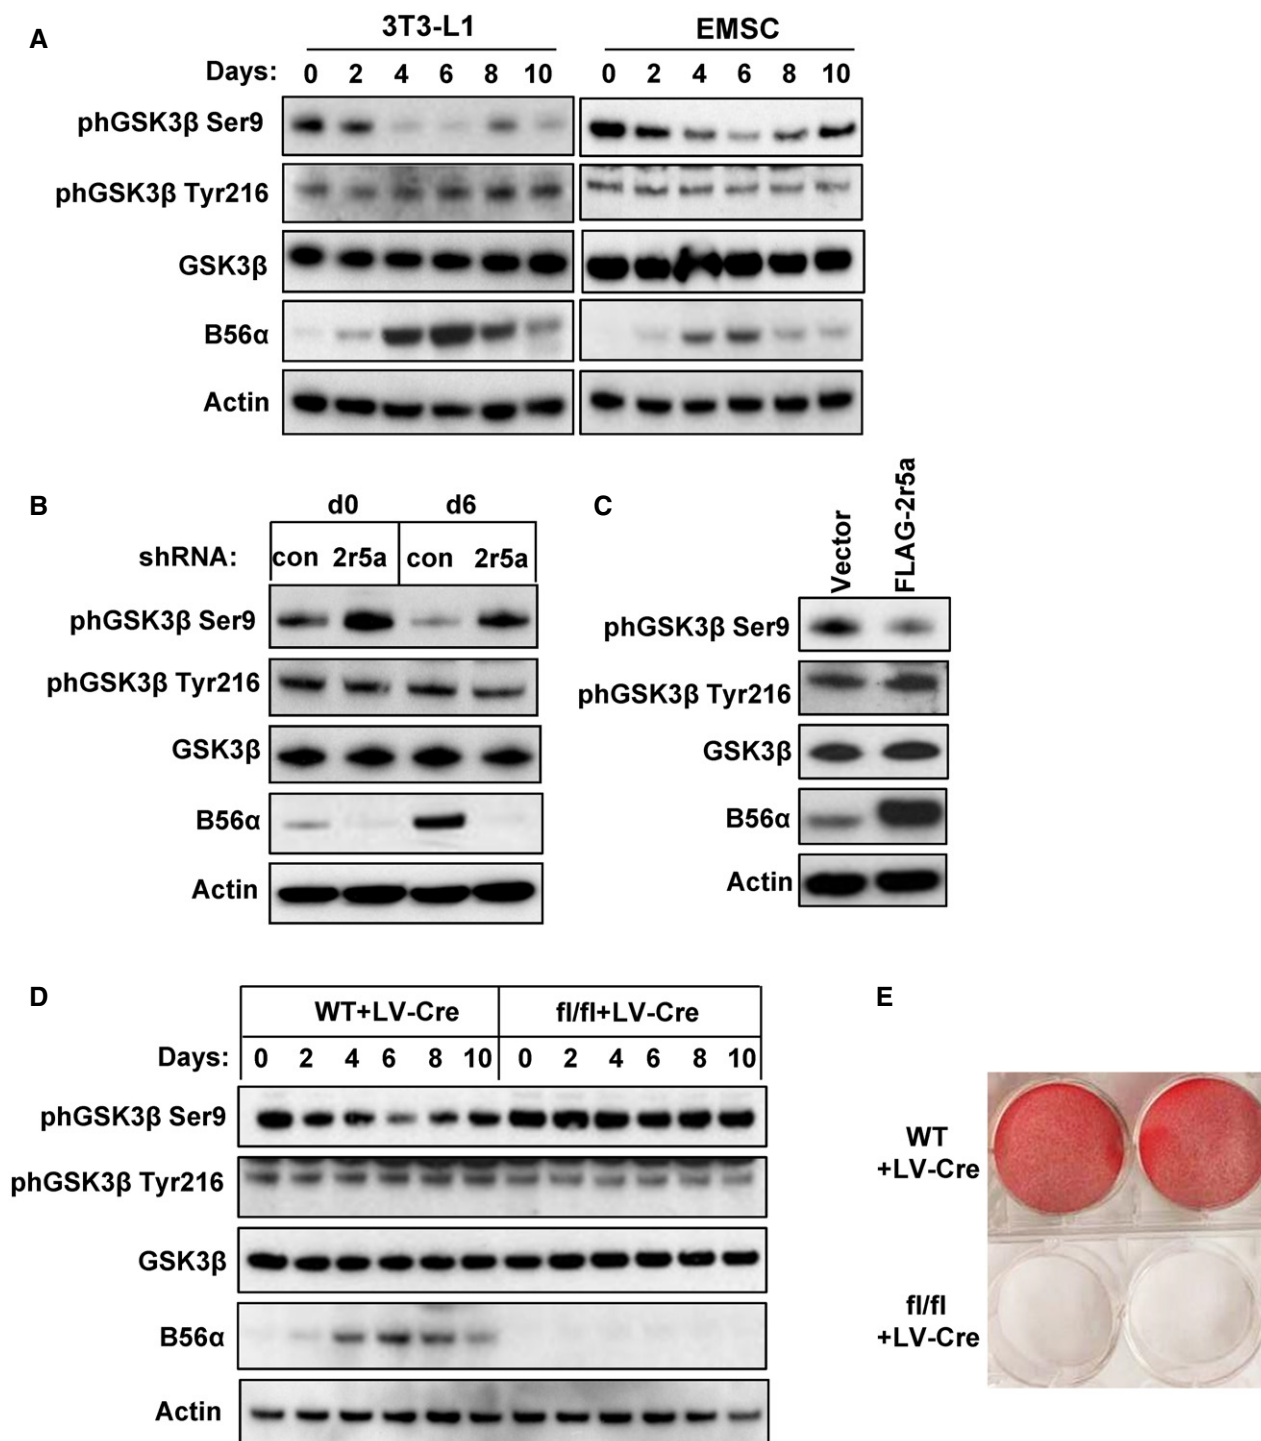 A
3T3-L1 EMSC
Days: 0 2 4 6 8 10 0 2 4 6 8 10
phGSK3β Ser9
phGSK3β Tyr216
GSK3β
B56α
Actin
B
d0 d6
shRNA: con 2r5a con 2r5a
phGSK3β Ser9
phGSK3β Tyr216
GSK3β
B56α
Actin
C
Vector FLAG-2r5a
phGSK3β Ser9
phGSK3β Tyr216
GSK3β
B56α
Actin
D
WT+LV-Cre fl/fl+LV-Cre
Days: 0 2 4 6 8 10 0 2 4 6 8 10
phGSK3β Ser9
phGSK3β Tyr216
GSK3β
B56α
Actin
E
WT
+LV-Cre
fl/fl
+LV-Cre